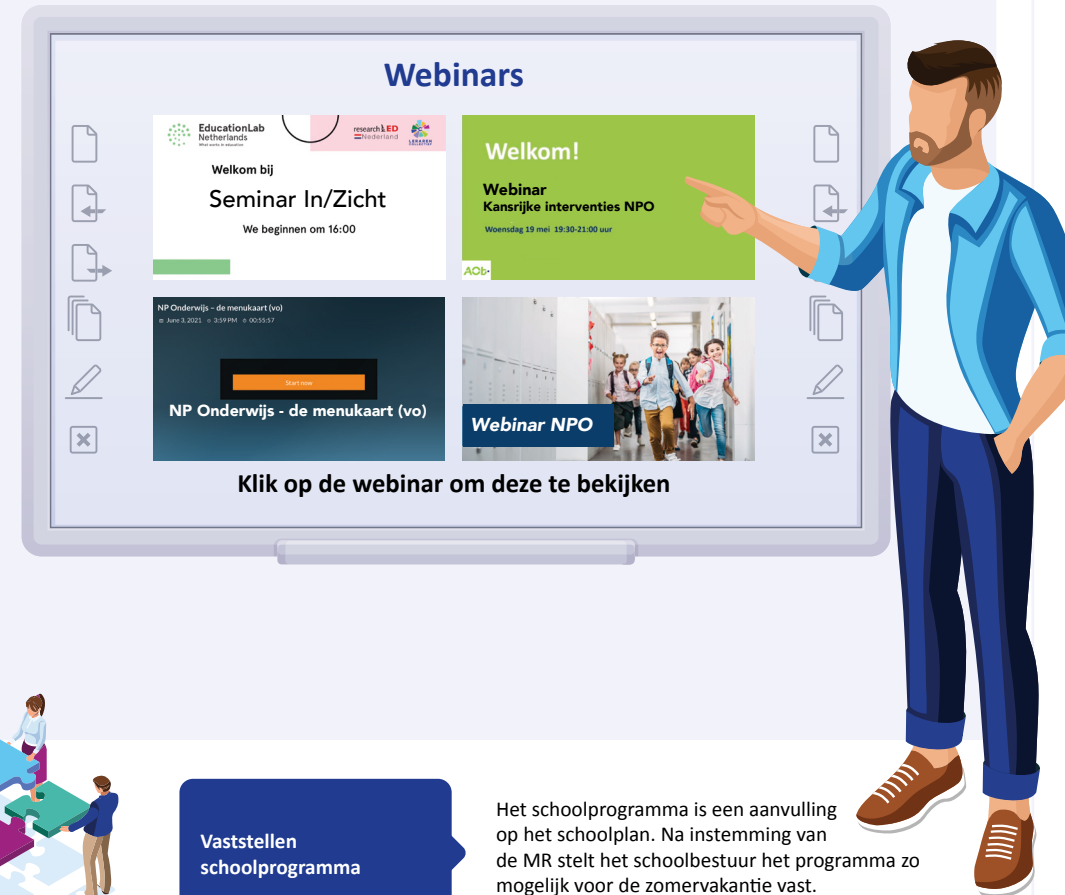 Webinars
EducationLab
Netherlands
What works in education
researchED
Nederland
LERAREN
COLLECTIEF
Welkom bij
Seminar In/Zicht
We beginnen om 16:00
Welkom!
Webinar
Kansrijke interventies NPO
Woensdag 19 mei 19:30-21:00 uur
AOb
NP Onderwijs - de menukaart (vo)
June 3, 2021 3:59 PM 00:55:57
Start now
NP Onderwijs - de menukaart (vo)
Webinar NPO
Klik op de webinar om deze te bekijken
Vaststellen
schoolprogramma
Het schoolprogramma is een aanvulling
op het schoolplan. Na instemming van
de MR stelt het schoolbestuur het programma zo
mogelijk voor de zomervakantie vast.